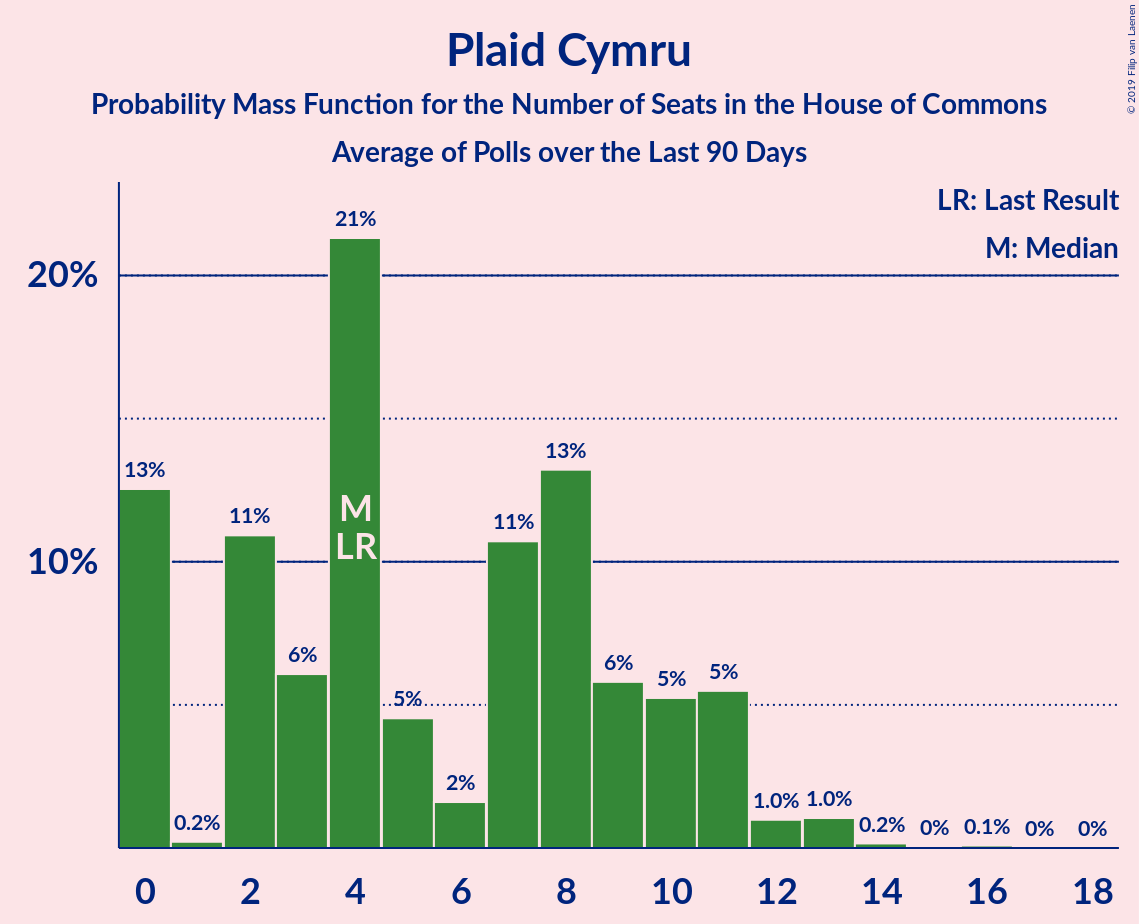 Plaid Cymru
Probability Mass Function for the Number of Seats in the House of Commons
Average of Polls over the Last 90 Days
© 2019 Filip van Laenen
LR: Last Result
M: Median
20%
10%
13%
0.2%
11%
6%
21%
M
LR
5%
2%
11%
13%
6%
5%
5%
1.0%
1.0%
0.2%
0%
0.1%
0%
0%
0 2 4 6 8 10 12 14 16 18